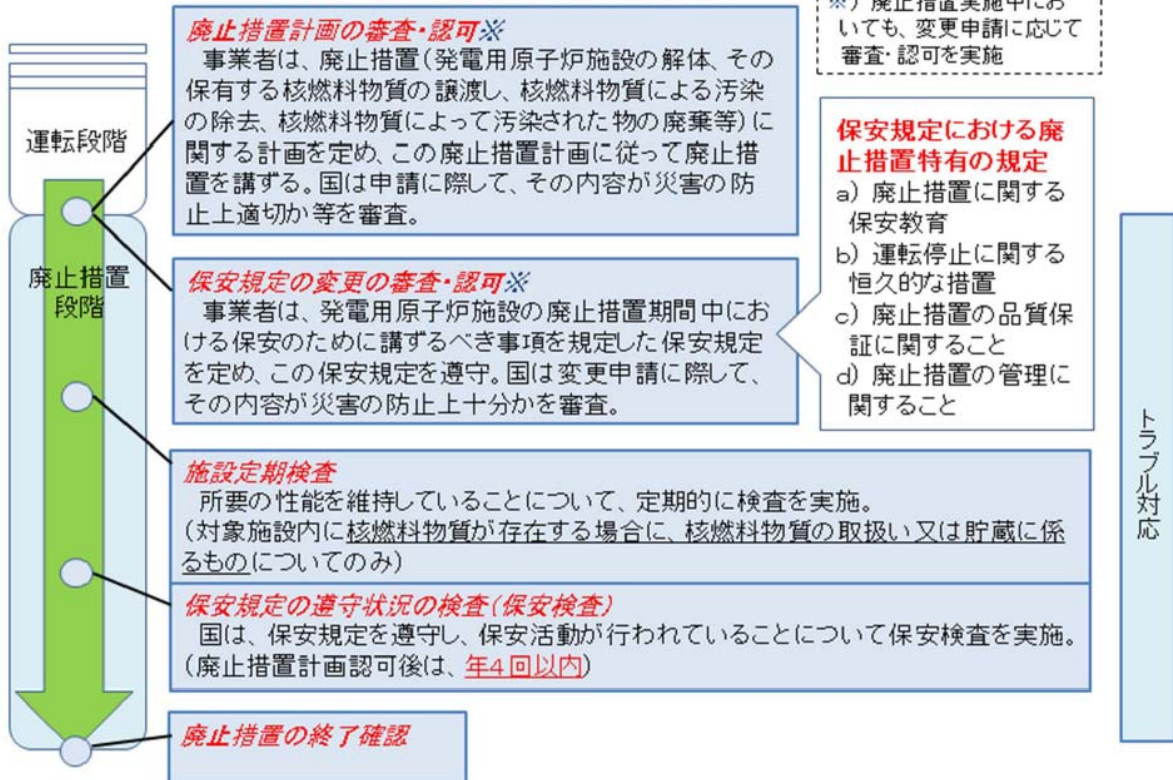 ※）廃止措置実施中にお
いても、変更申請に応じて
審査・認可を実施
運転段階
廃止措置
段階
廃止措置計画の審査・認可※
事業者は、廃止措置（発電用原子炉施設の解体、その
保有する核燃料物質の譲渡し、核燃料物質による汚染
の除去、核燃料物質によって汚染された物の廃棄等）に
関する計画を定め、この廃止措置計画に従って廃止措
置を講ずる。国は申請に際して、その内容が災害の防
止上適切か等を審査。
保安規定の変更の審査・認可※
事業者は、発電用原子炉施設の廃止措置期間中にお
ける保安のために講ずるべき事項を規定した保安規定
を定め、この保安規定を遵守。国は変更申請に際して、
その内容が災害の防止上十分かを審査。
保安規定における廃
止措置特有の規定
a）廃止措置に関する
保安教育
b）運転停止に関する
恒久的な措置
c）廃止措置の品質保
証に関すること
d）廃止措置の管理に
関すること
施設定期検査
所要の性能を維持していることについて、定期的に検査を実施。
（対象施設内に核燃料物質が存在する場合に、核燃料物質の取扱い又は貯蔵に係
るものについてのみ）
保安規定の遵守状況の検査（保安検査）
国は、保安規定を遵守し、保安活動が行われていることについて保安検査を実施。
（廃止措置計画認可後は、年４回以内）
廃止措置の終了確認
トラブル対応